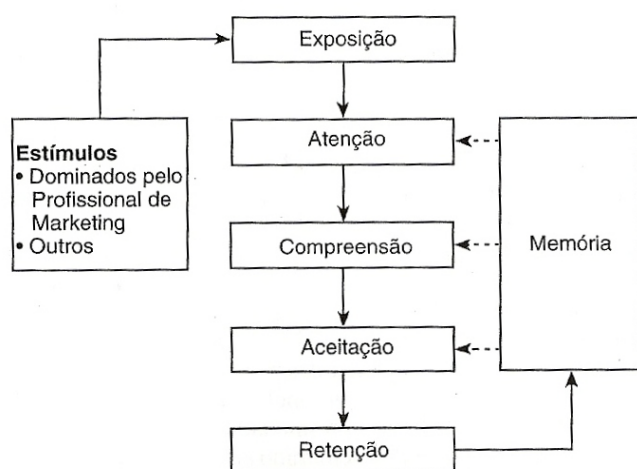 Exposição
Atenção
Estímulos
• Dominados pelo
Profissional de
Marketing
• Outros
Compreensão
Memória
Aceitação
Retenção